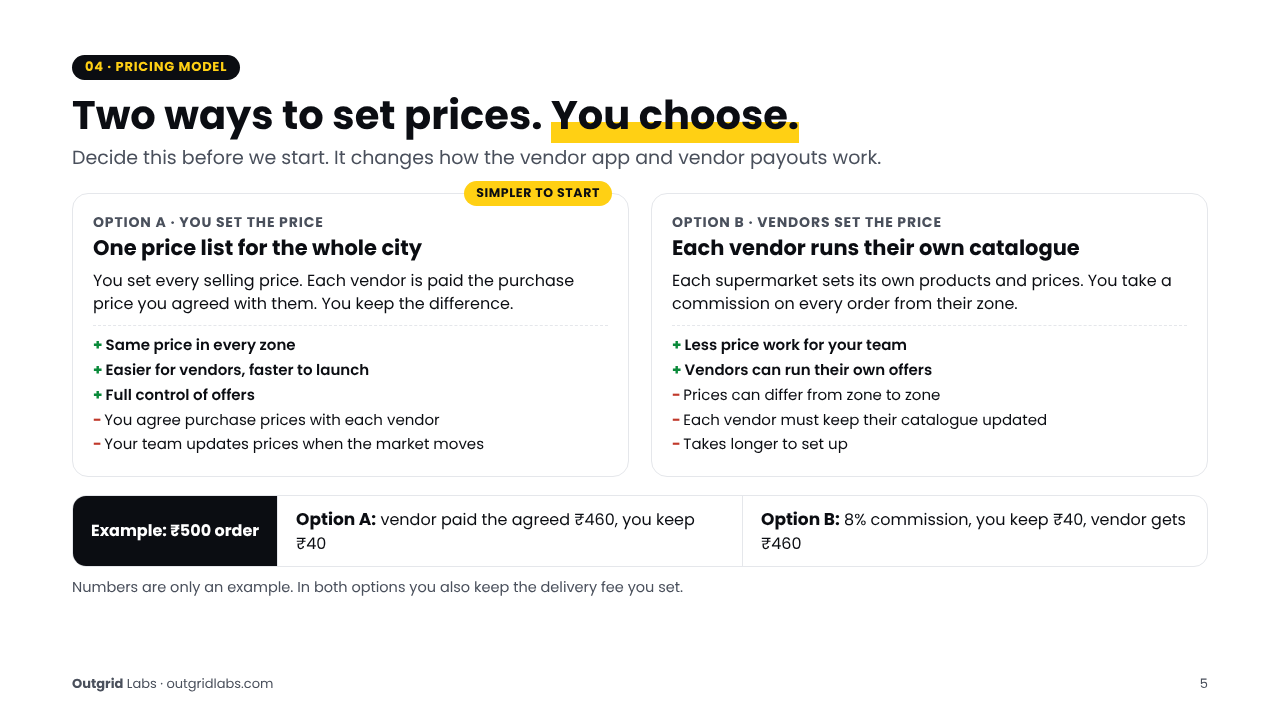 04 · PRICING MODEL
Two ways to set prices. You choose.
Decide this before we start. It changes how the vendor app and vendor payouts work.
SIMPLER TO START
OPTION A · YOU SET THE PRICE
One price list for the whole city
You set every selling price. Each vendor is paid the purchase
price you agreed with them. You keep the difference.
+ Same price in every zone
+ Easier for vendors, faster to launch
+ Full control of offers
– You agree purchase prices with each vendor
– Your team updates prices when the market moves
OPTION B · VENDORS SET THE PRICE
Each vendor runs their own catalogue
Each supermarket sets its own products and prices. You take a
commission on every order from their zone.
+ Less price work for your team
+ Vendors can run their own offers
– Prices can differ from zone to zone
– Each vendor must keep their catalogue updated
– Takes longer to set up
Example: ₹500 order
Option A: vendor paid the agreed ₹460, you keep
₹40
Option B: 8% commission, you keep ₹40, vendor gets
₹460
Numbers are only an example. In both options you also keep the delivery fee you set.
Outgrid Labs · outgridlabs.com
5